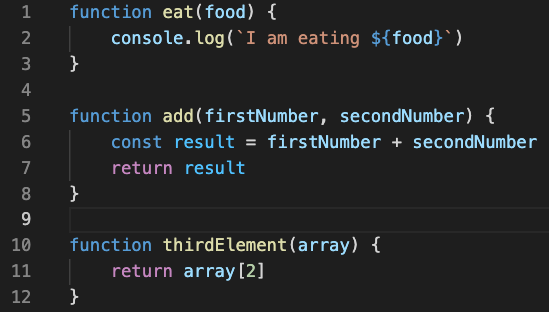 1 function eat(food) {
2     console.log(`I am eating ${food}`)
3 }
4
5 function add(firstNumber, secondNumber) {
6     const result = firstNumber + secondNumber
7     return result
8 }
9
10 function thirdElement(array) {
11     return array[2]
12 }